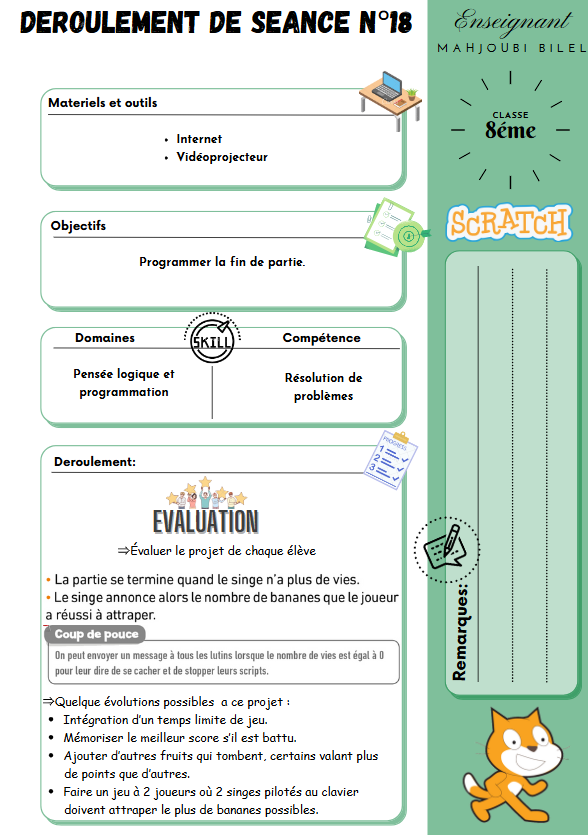 DEROULEMENT DE SEANCE N°18
Enseignant
MAHJOUBI BILEL
CLASSE
8éme
SCRATCH
Materiels et outils
• Internet
• Vidéoprojecteur
Objectifs
Programmer la fin de partie.
Domaines
SKILL
Compétence
Pensée logique et
programmation
Résolution de
problèmes
PROGRESS
1
2
3
Deroulement:
EVALUATION
⇒Évaluer le projet de chaque élève
• La partie se termine quand le singe n'a plus de vies.
• Le singe annonce alors le nombre de bananes que le joueur
a réussi à attraper.
Coup de pouce
On peut envoyer un message à tous les lutins lorsque le nombre de vies est égal à 0
pour leur dire de se cacher et de stopper leurs scripts.
⇒Quelque évolutions possibles a ce projet :
• Intégration d'un temps limite de jeu.
• Mémoriser le meilleur score s'il est battu.
• Ajouter d'autres fruits qui tombent, certains valant plus
de points que d'autres.
• Faire un jeu à 2 joueurs où 2 singes pilotés au clavier
doivent attraper le plus de bananes possibles.
Remarques: